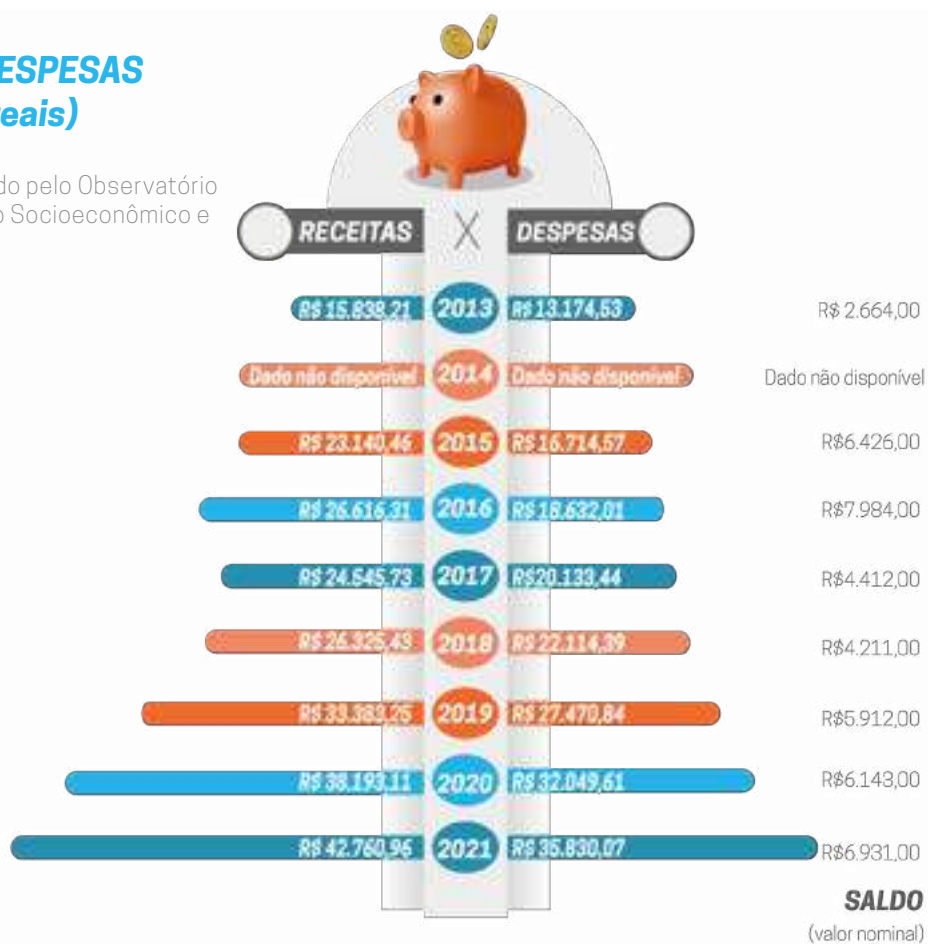 ESPESAS
eais)
do pelo Observatório
o Socioeconômico e
RECEITAS X DESPESAS
R$ 15.838,21 2013 R$ 13.174,53 R$ 2.664,00
Dado não disponível 2014 Dado não disponível Dado não disponível
R$ 23.140,46 2015 R$16.714,57 R$6.426,00
R$ 26.616,31 2016 R$ 18.632,01 R$7.984,00
R$ 24.545,73 2017 R$20.133,44 R$4.412,00
R$ 26.325,43 2018 R$ 22.114,39 R$4.211,00
R$ 33.383,25 2019 R$ 27.470,84 R$5.912,00
R$ 38.193,11 2020 R$ 32.049,61 R$6.143,00
R$ 42.760,96 2021 R$ 35.830,07 R$6.931,00
SALDO
(valor nominal)